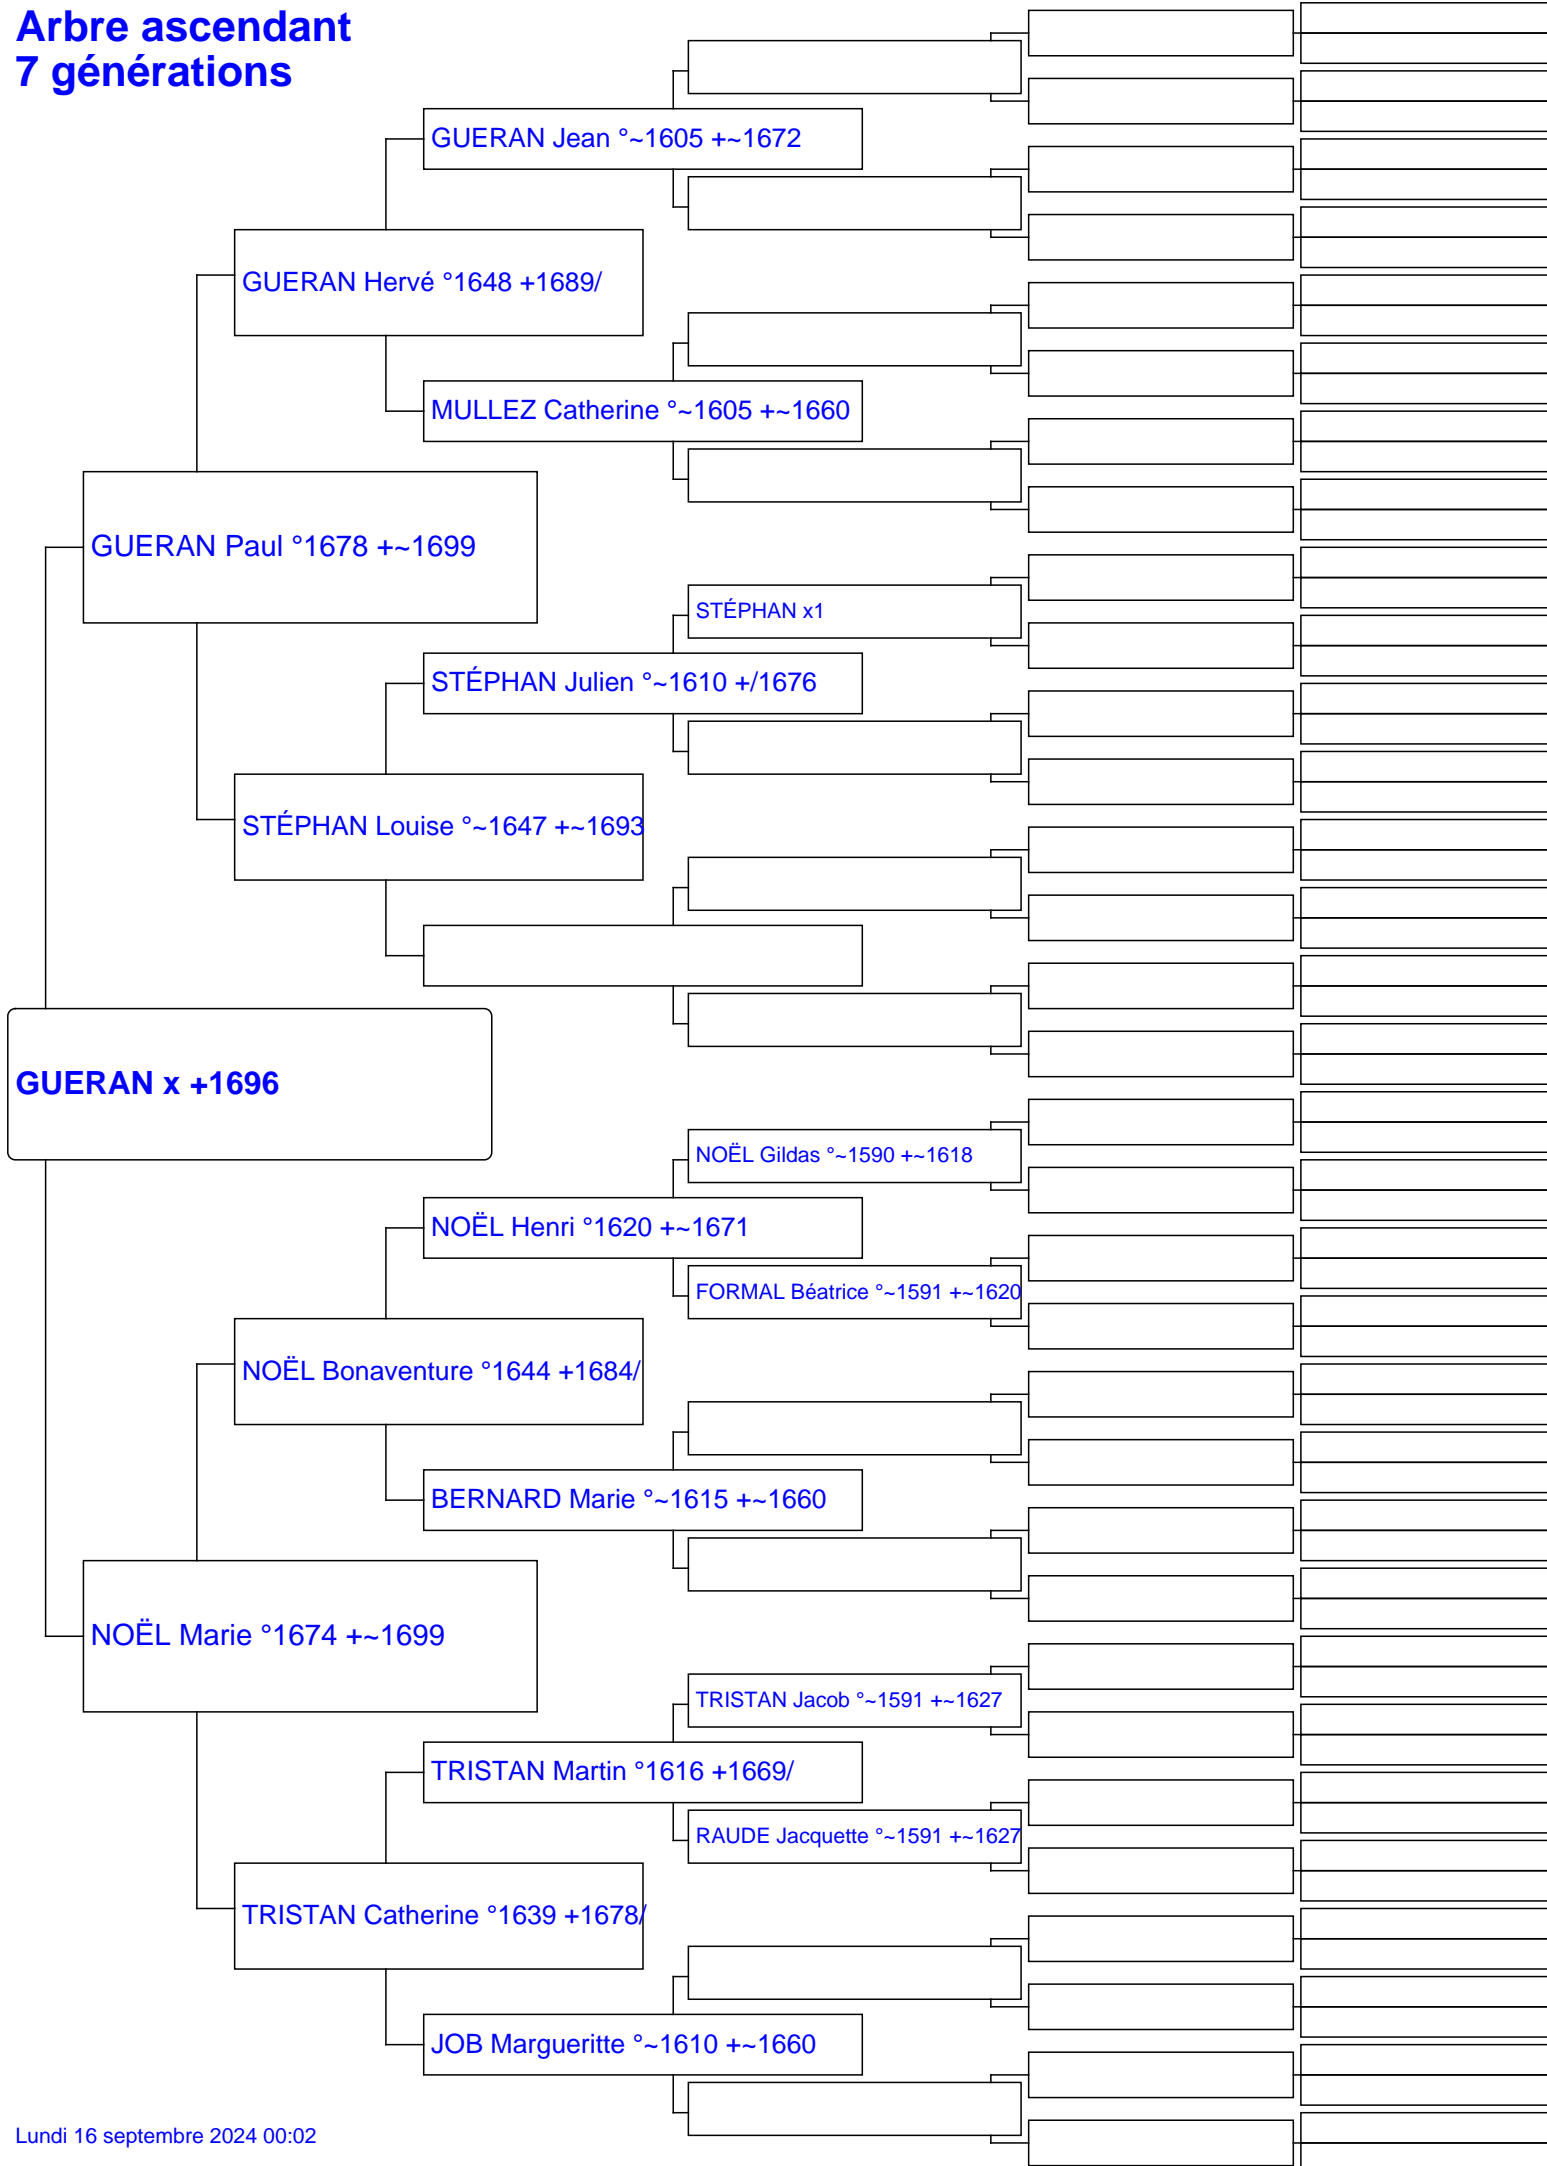 Arbre ascendant
7 générations
GUERAN Jean °~1605 +~1672
GUERAN Hervé °1648 +1689/
MULLEZ Catherine °~1605 +~1660
GUERAN Paul °1678 +~1699
STÉPHAN x1
STÉPHAN Julien °~1610 +/1676
STÉPHAN Louise °~1647 +~1693
GUERAN x +1696
NOËL Gildas °~1590 +~1618
NOËL Henri °1620 +~1671
FORMAL Béatrice °~1591 +~1620
NOËL Bonaventure °1644 +1684/
BERNARD Marie °~1615 +~1660
NOËL Marie °1674 +~1699
TRISTAN Jacob °~1591 +~1627
TRISTAN Martin °1616 +1669/
RAUDE Jacquette °~1591 +~1627
TRISTAN Catherine °1639 +1678/
JOB Margueritte °~1610 +~1660
Lundi 16 septembre 2024 00:02